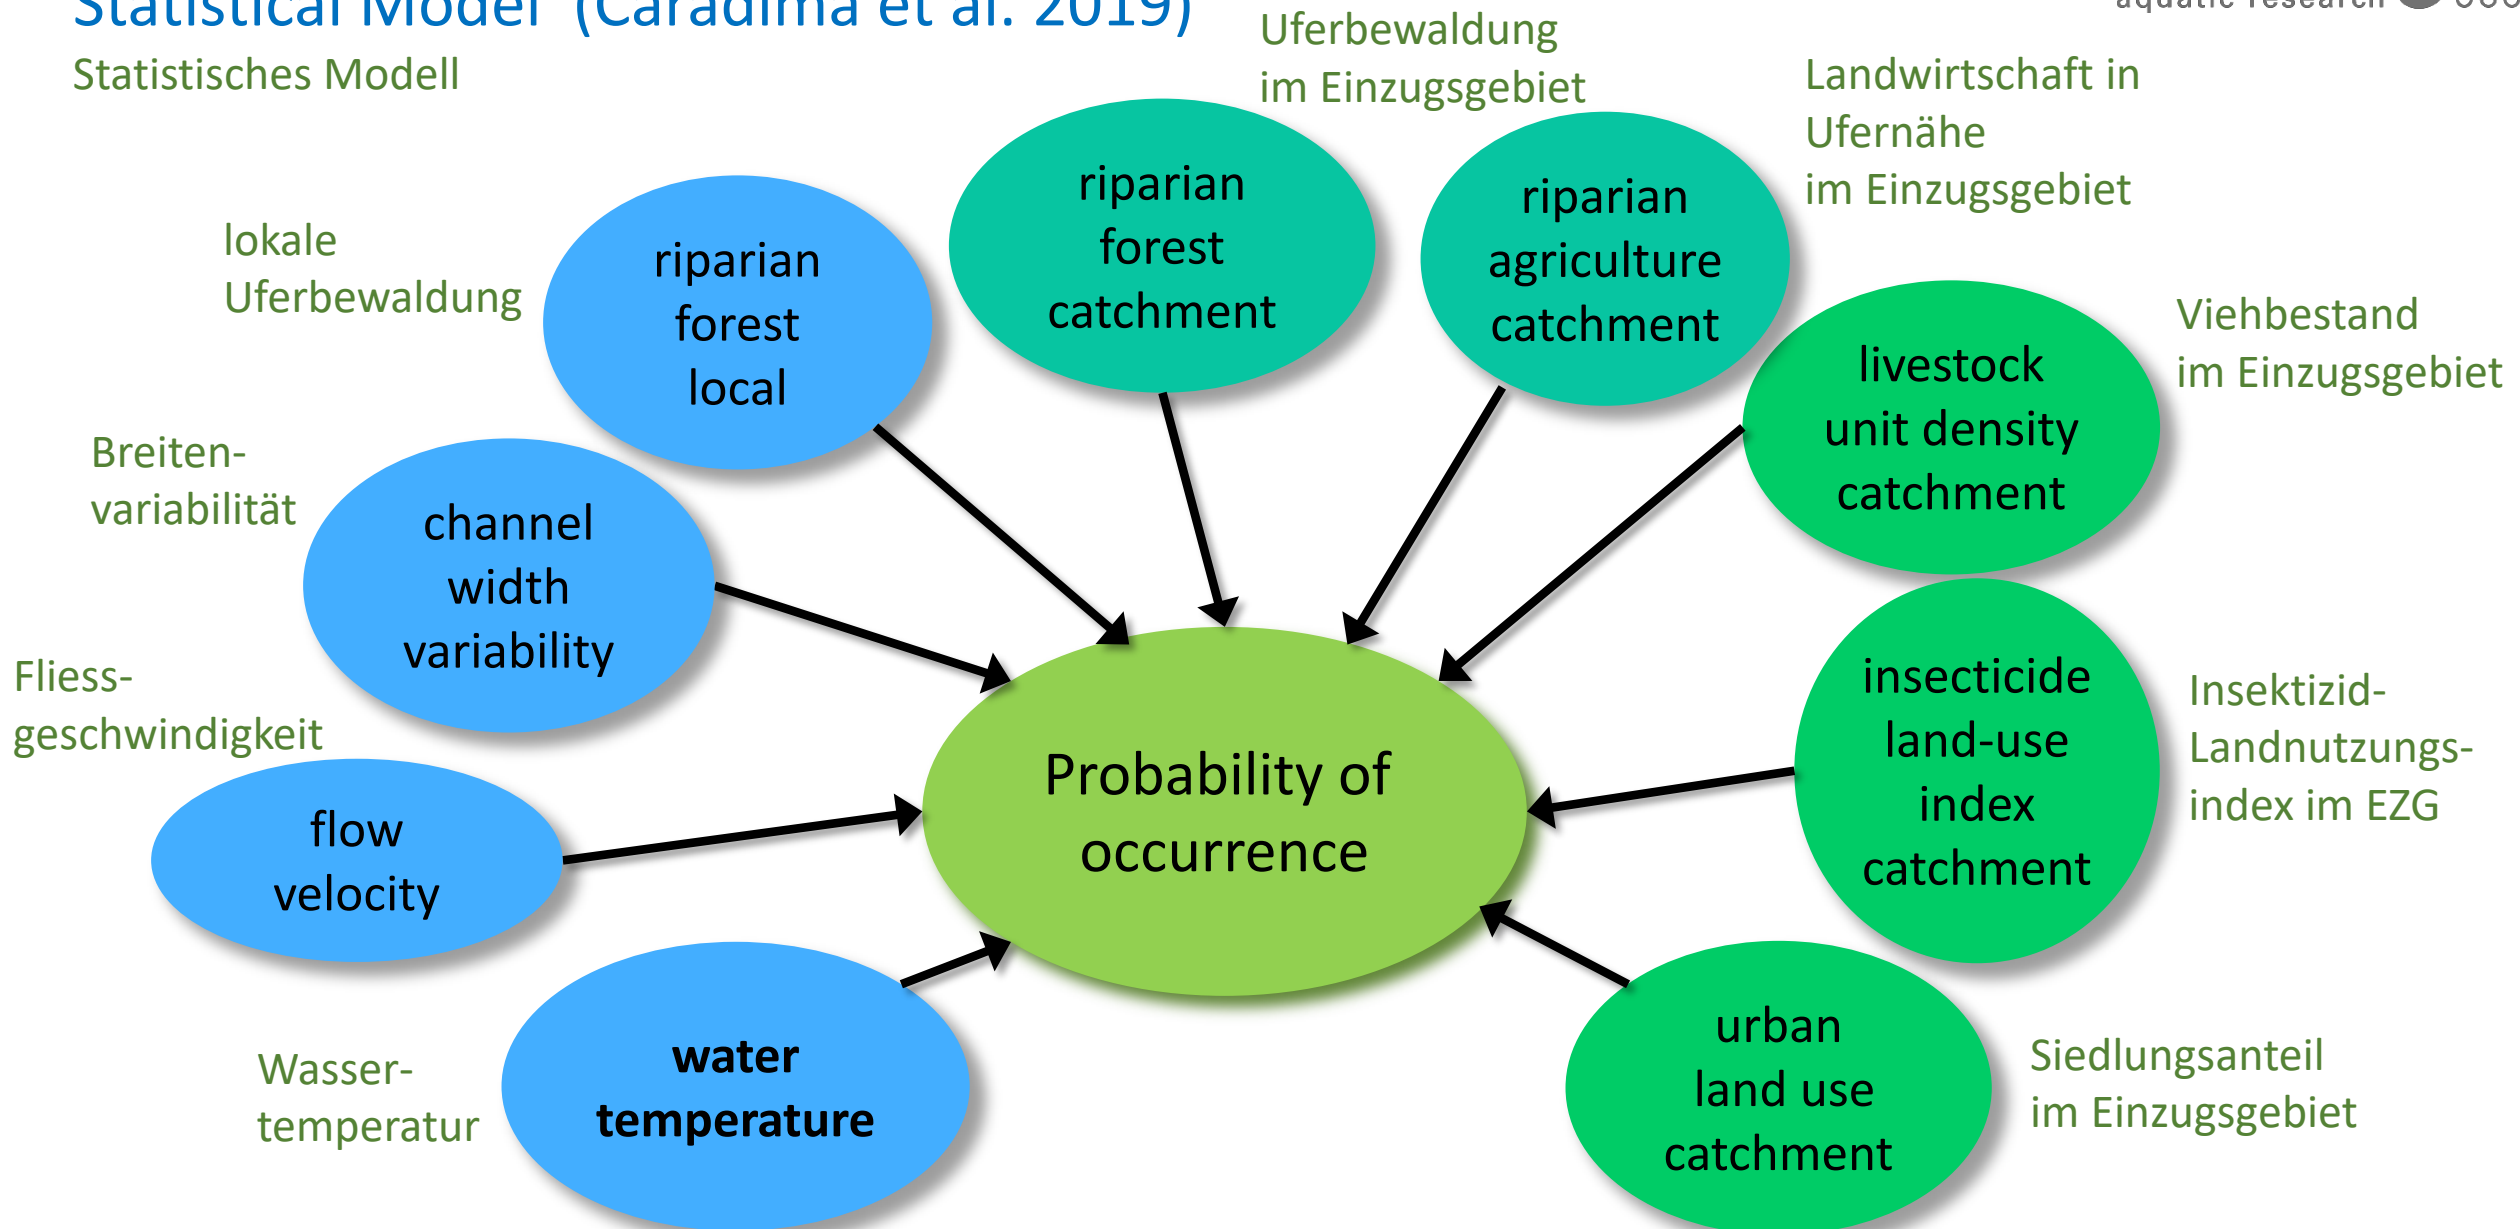 Statistical Model (Caradima et al. 2019)
aquatic research
Statistisches Modell
Uferbewaldung
im Einzugsgebiet
Landwirtschaft in
Ufernähe
im Einzugsgebiet
lokale
Uferbewaldung
riparian
forest
local
riparian
forest
catchment
riparian
agriculture
catchment
livestock
unit density
catchment
Viehbestand
im Einzugsgebiet
Breiten-
variabilität
channel
width
variability
Fliess-
geschwindigkeit
flow
velocity
Probability of
occurrence
insecticide
land-use
index
catchment
Insektizid-
Landnutzungs-
index im EZG
Wasser-
temperatur
water
temperature
urban
land use
catchment
Siedlungsanteil
im Einzugsgebiet